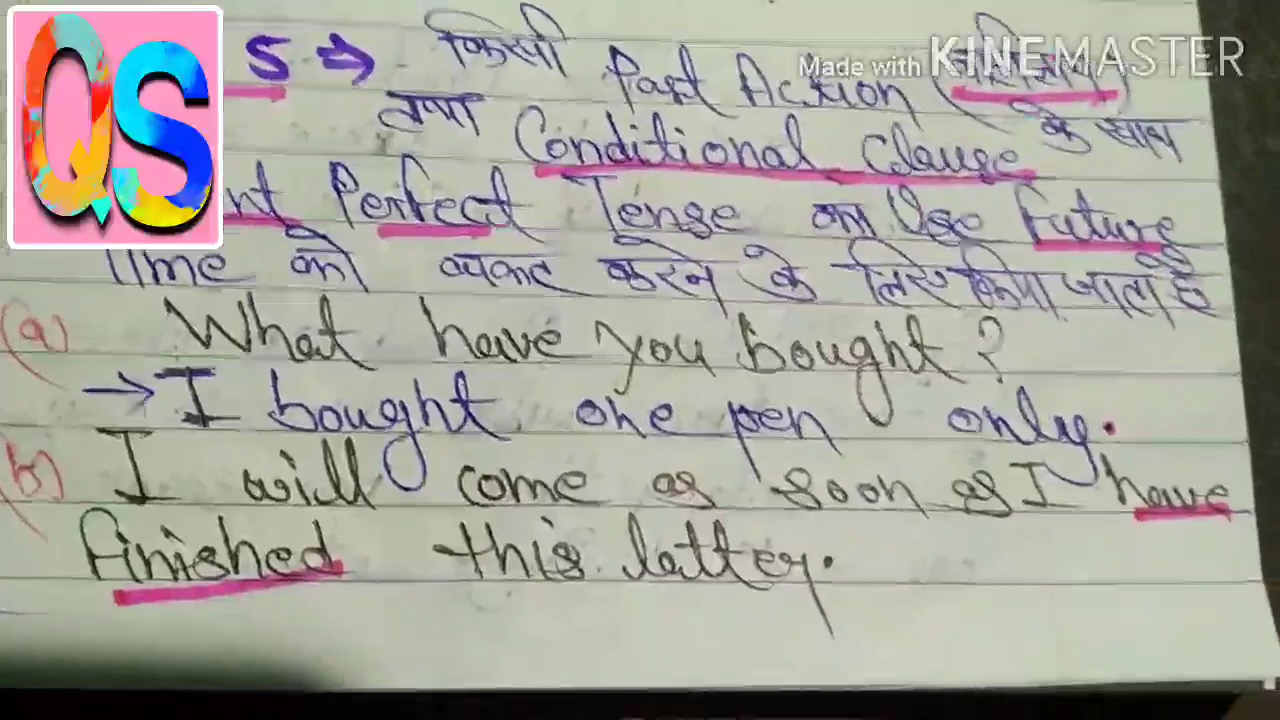 QS
Made with KINEMASTER
5 → किसी Past Action (परिणाम)
के साथ
तथा Conditional Clause
nt Perfect Tense का Use Future
Time को व्यक्त करने के लिए किया जाता है
(a) What have you bought?
→ I bought one pen only.
(b) I will come as soon as I have
finished this letter.